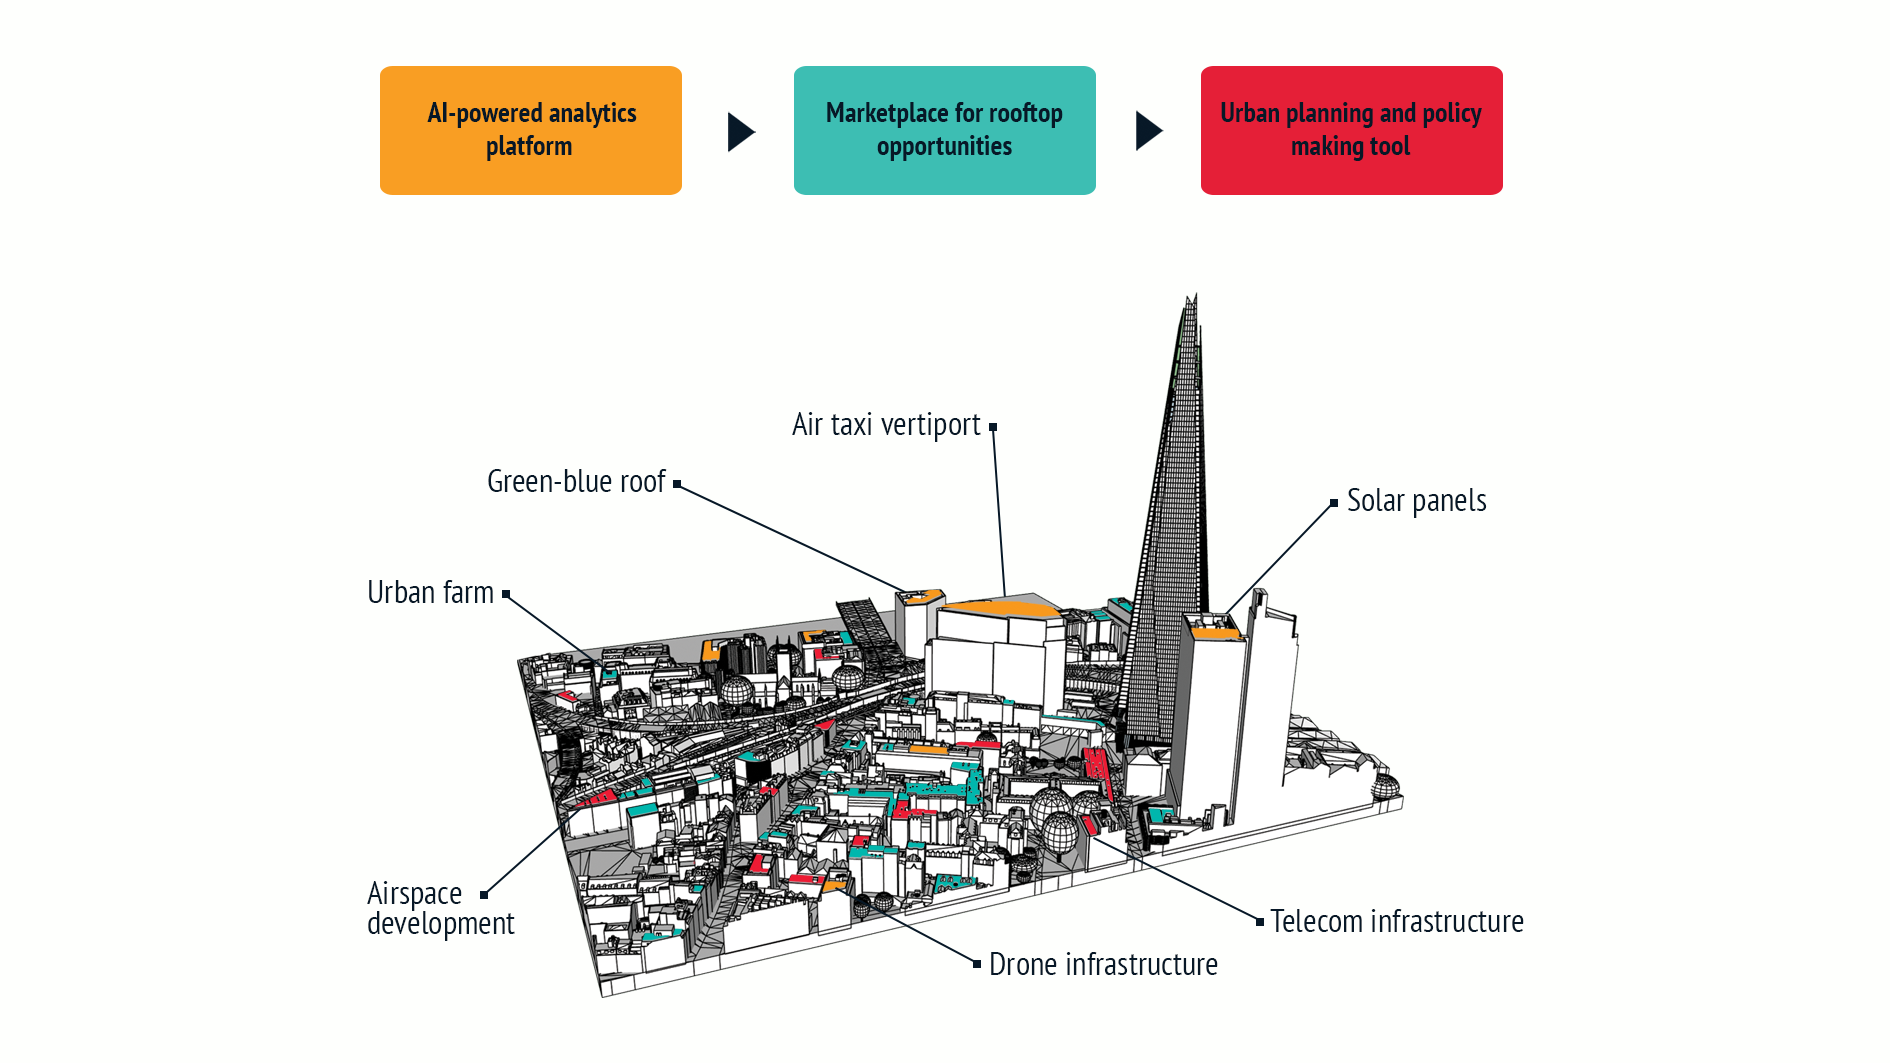 AI-powered analytics
platform
Marketplace for rooftop
opportunities
Urban planning and policy
making tool
Air taxi vertiport
Green-blue roof
Solar panels
Urban farm
Airspace
development
Telecom infrastructure
Drone infrastructure